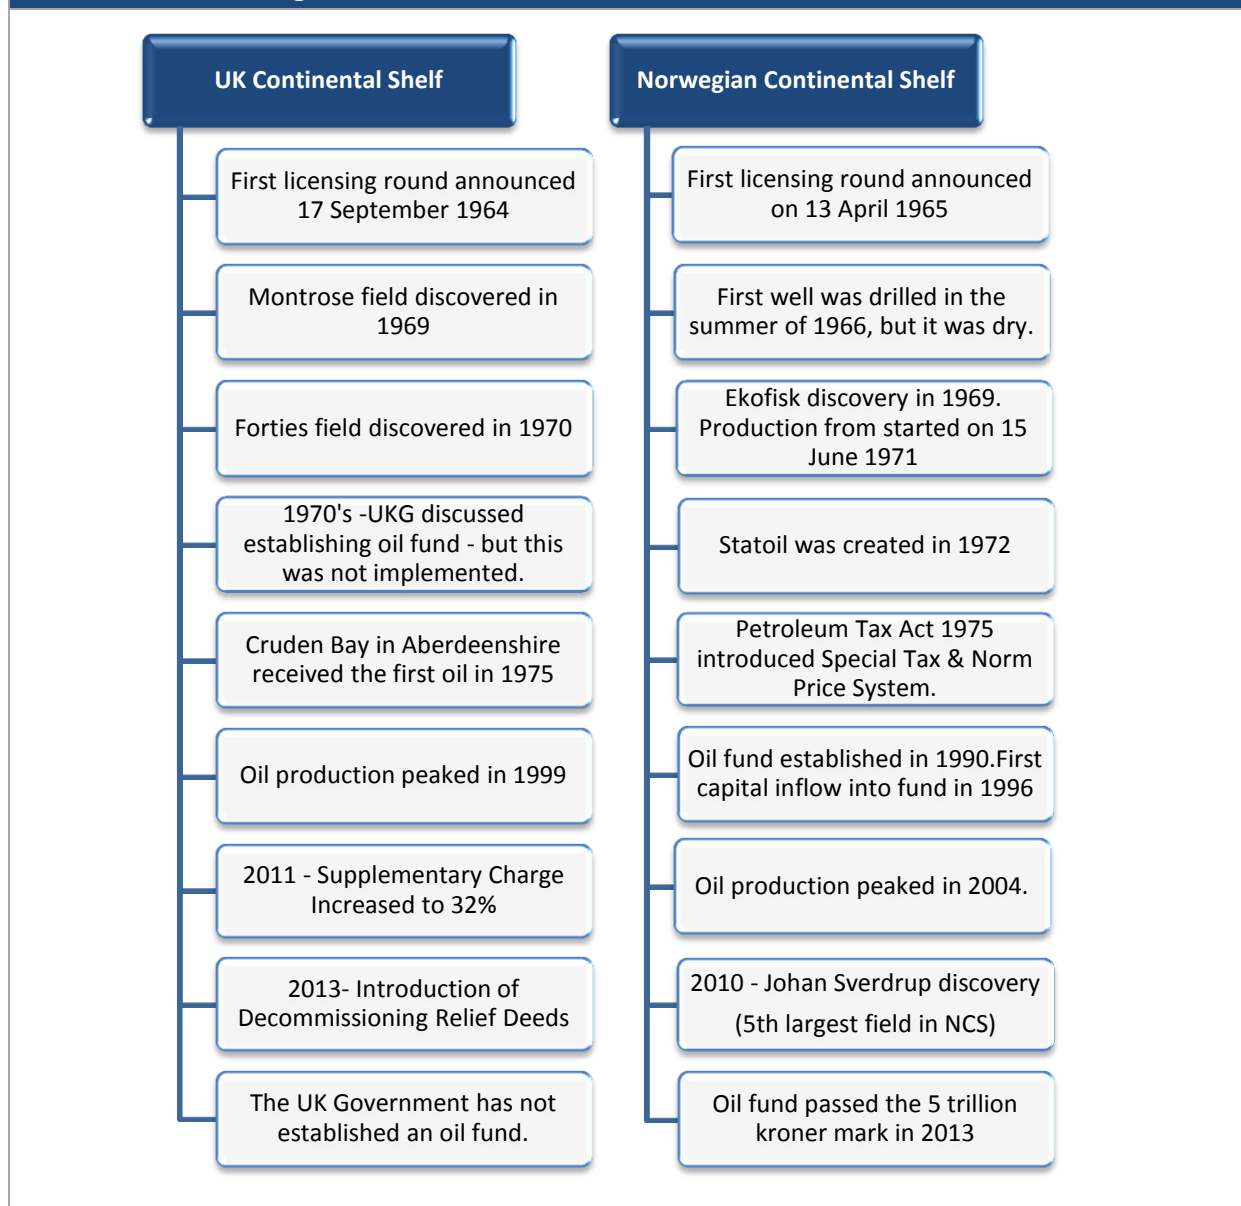 UK Continental Shelf
First licensing round announced
17 September 1964
Montrose field discovered in
1969
Forties field discovered in 1970
1970's -UKG discussed
establishing oil fund - but this
was not implemented.
Cruden Bay in Aberdeenshire
received the first oil in 1975
Oil production peaked in 1999
2011 - Supplementary Charge
Increased to 32%
2013- Introduction of
Decommissioning Relief Deeds
The UK Government has not
established an oil fund.
Norwegian Continental Shelf
First licensing round announced
on 13 April 1965
First well was drilled in the
summer of 1966, but it was dry.
Ekofisk discovery in 1969.
Production from started on 15
June 1971
Statoil was created in 1972
Petroleum Tax Act 1975
introduced Special Tax & Norm
Price System.
Oil fund established in 1990.First
capital inflow into fund in 1996
Oil production peaked in 2004.
2010 - Johan Sverdrup discovery
(5th largest field in NCS)
Oil fund passed the 5 trillion
kroner mark in 2013